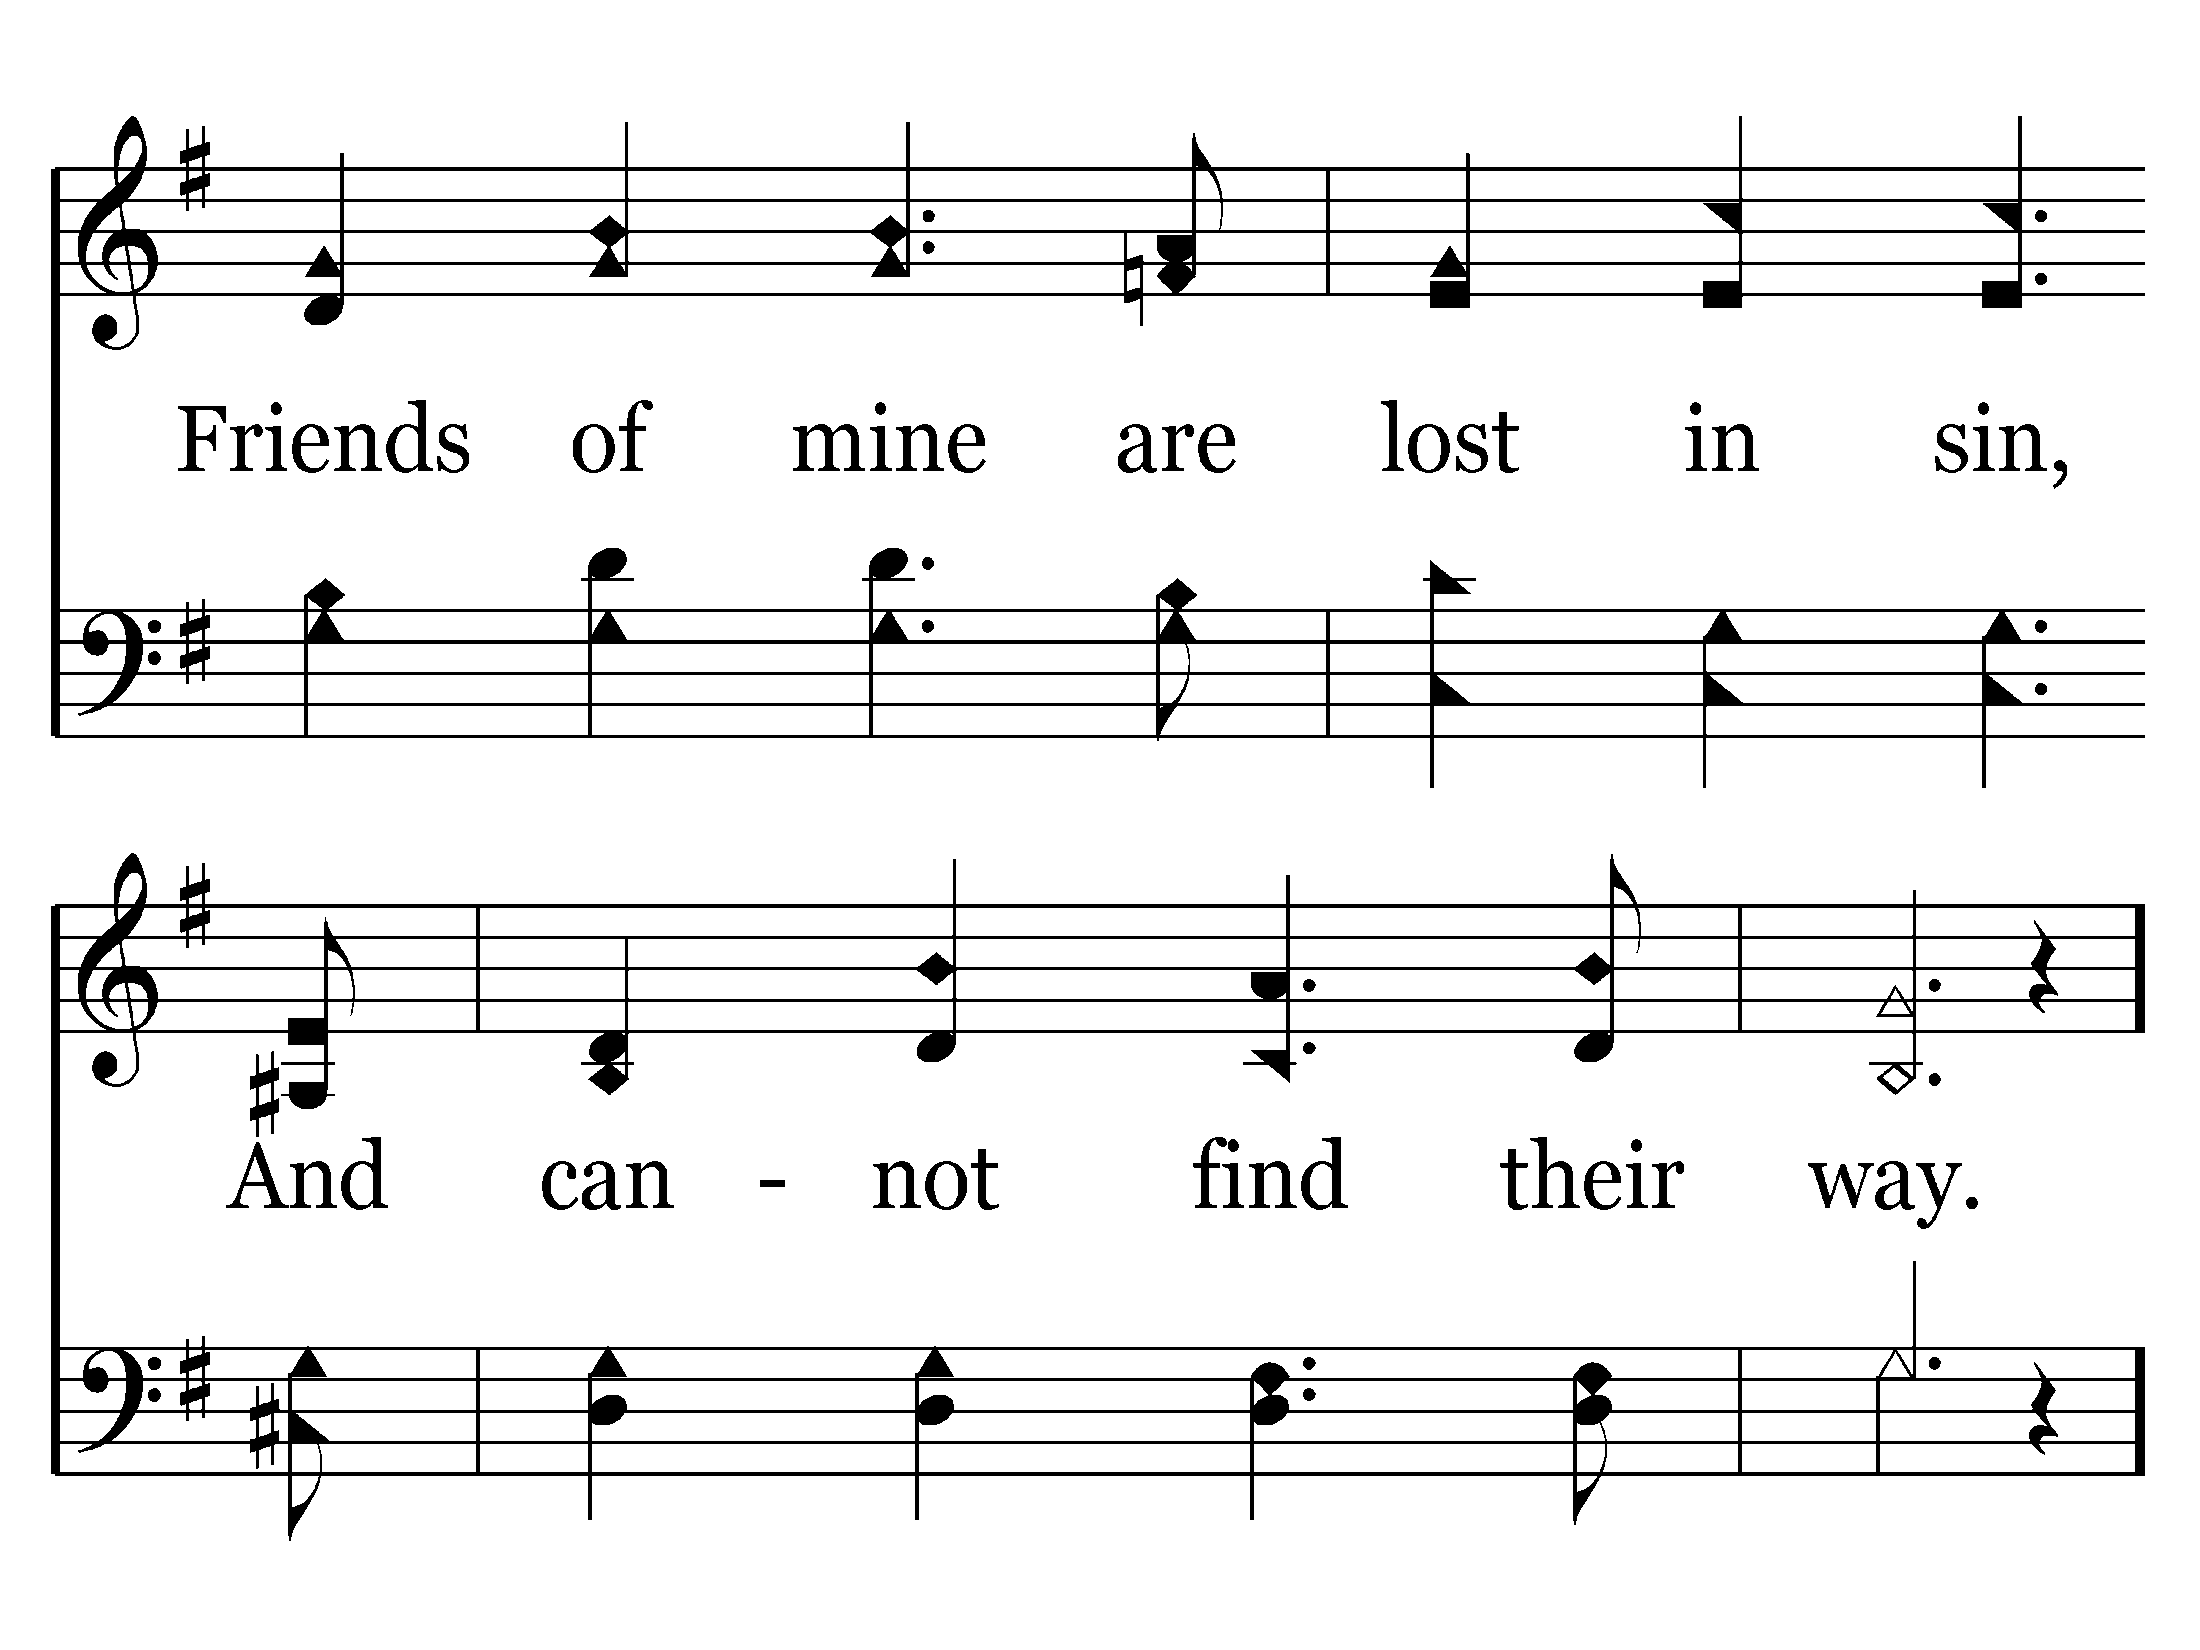 Friends of mine are lost in sin,
And can - not find their way.